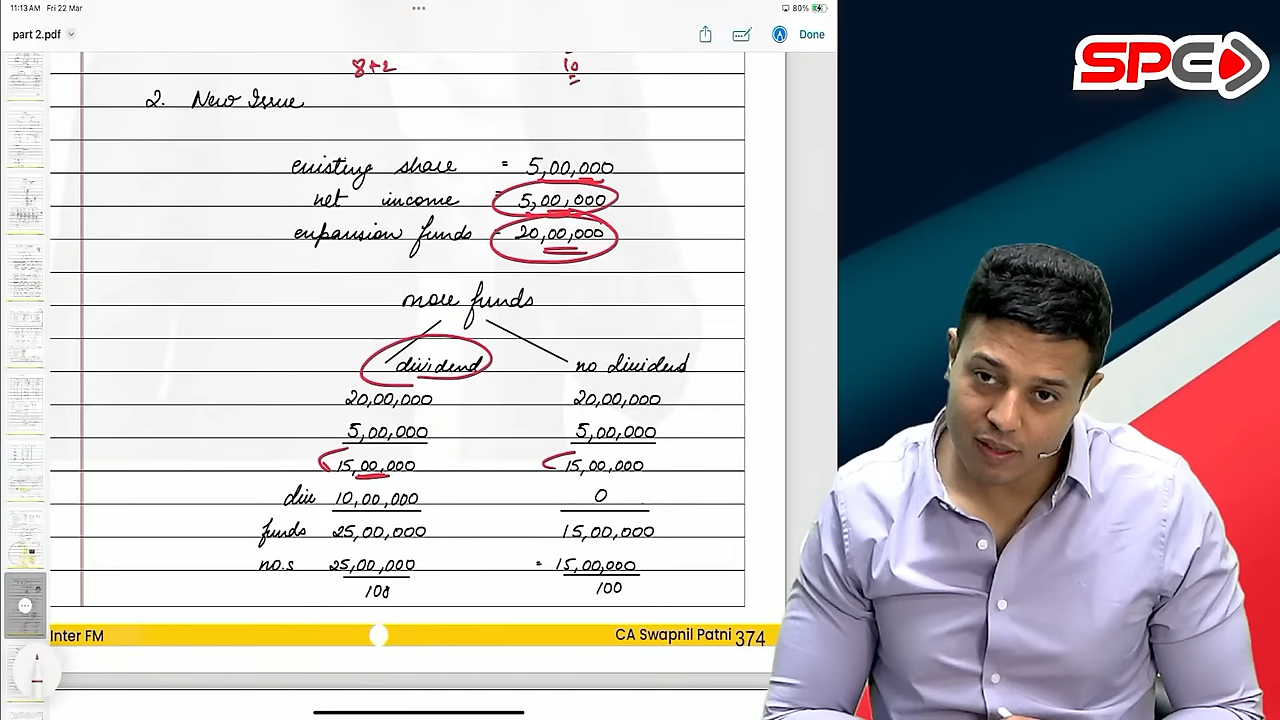 11:13 AM Fri 22 Mar
80%
part 2.pdf
Done
SPC
8+2 10
2. New Issue
existing share = 5,00,000
net income = 5,00,000
expansion funds = 20,00,000
more funds
dividend no dividend
20,00,000 20,00,000
5,00,000 5,00,000
15,00,000 15,00,000
div 10,00,000 0
funds 25,00,000 15,00,000
no.s 25,00,000 = 15,00,000
108 100
Inter FM
CA Swapnil Patni 374